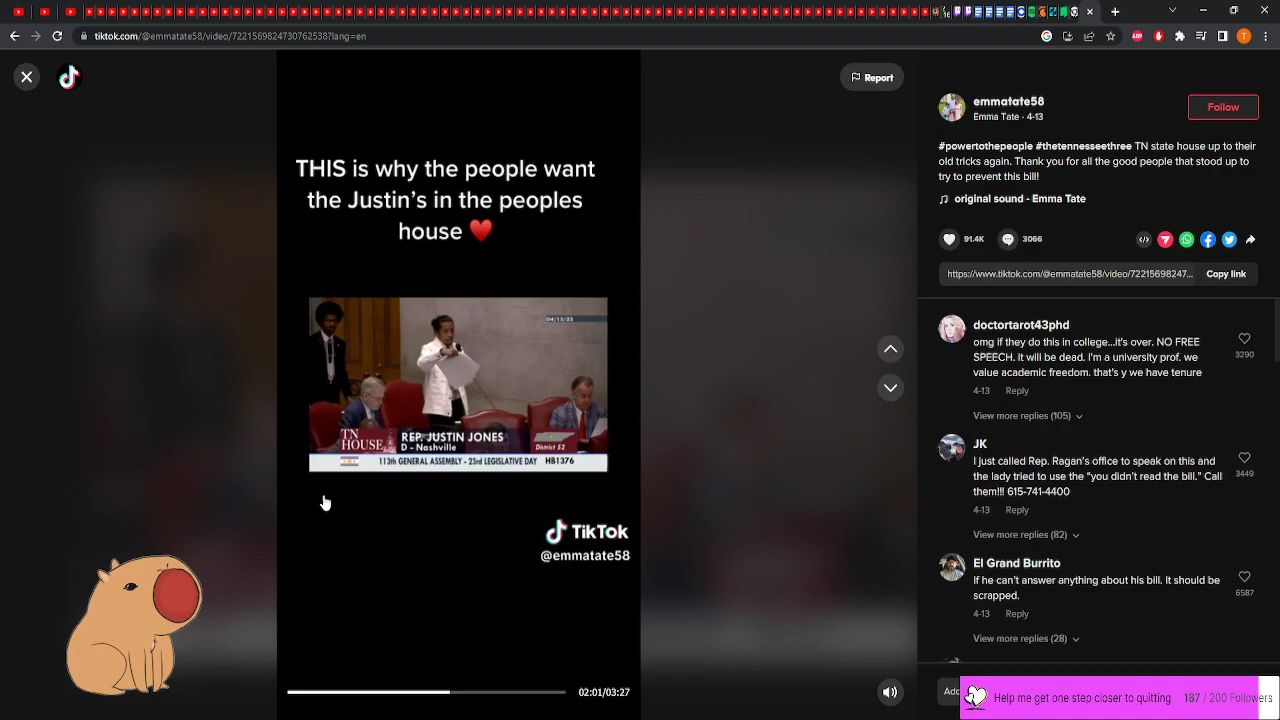 tiktok.com/@emmatate58/video/7221569824730762538?lang=en
T
Report
THIS is why the people want
the Justin's in the peoples
house ♥
04/13/23
TN
HOUSE
REP. JUSTIN JONES
D - Nashville
District 52
113th GENERAL ASSEMBLY - 23rd LEGISLATIVE DAY HB1376
TikTok
@emmatate58
02:01/03:27
emmatate58
Emma Tate · 4-13
Follow
#powertothepeople #thetennesseethree TN state house is up to their
odd tricks again. Thank you to the people that stood up to
try to prevent this bill!
original sound - Emma Tate
91.4K
3066
https://www.tiktok.com/@emmatate58/video/72215698247...
Copy link
doctorgrant43phd
omg if they do this in college...it's over. NO FREE
SPEECH. it will be dead. I'm a university prof. we
value academic freedom. that's y we have tenure
3290
4-13 Reply
View more replies (105)
JK
I just called Rep. Ragan's office to speak on this and
the lady tried to use the “you didn't read the bill.” Call
them!!! 615-741-4400
3449
4-13 Reply
View more replies (82)
El Grand Burrito
If he can't answer anything about his bill. It should be
scrapped.
6587
4-13 Reply
View more replies (28)
Help me get one step closer to quitting 187 / 200 Followers